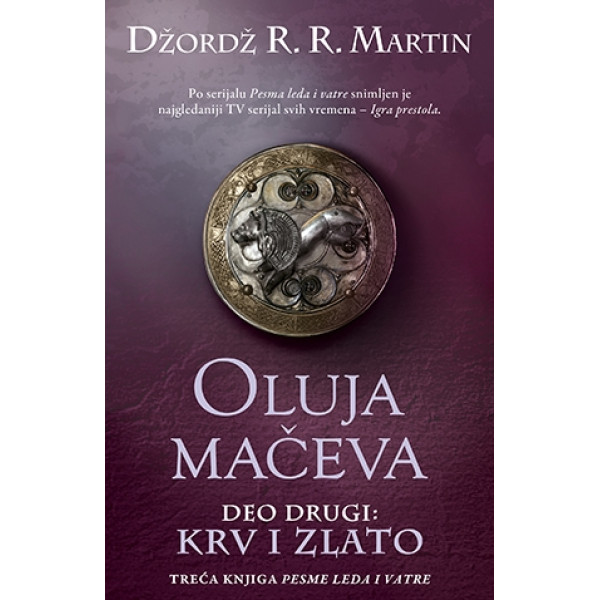 DŽORDŽ R. R. MARTIN
Po serijalu Pesma leda i vatre snimljen je
najgledaniji TV serijal svih vremena – Igra prestola.
OLUJA
MAČEVA
DEO DRUGI:
KRV I ZLATO
TREĆA KNJIGA PESME LEDA I VATRE